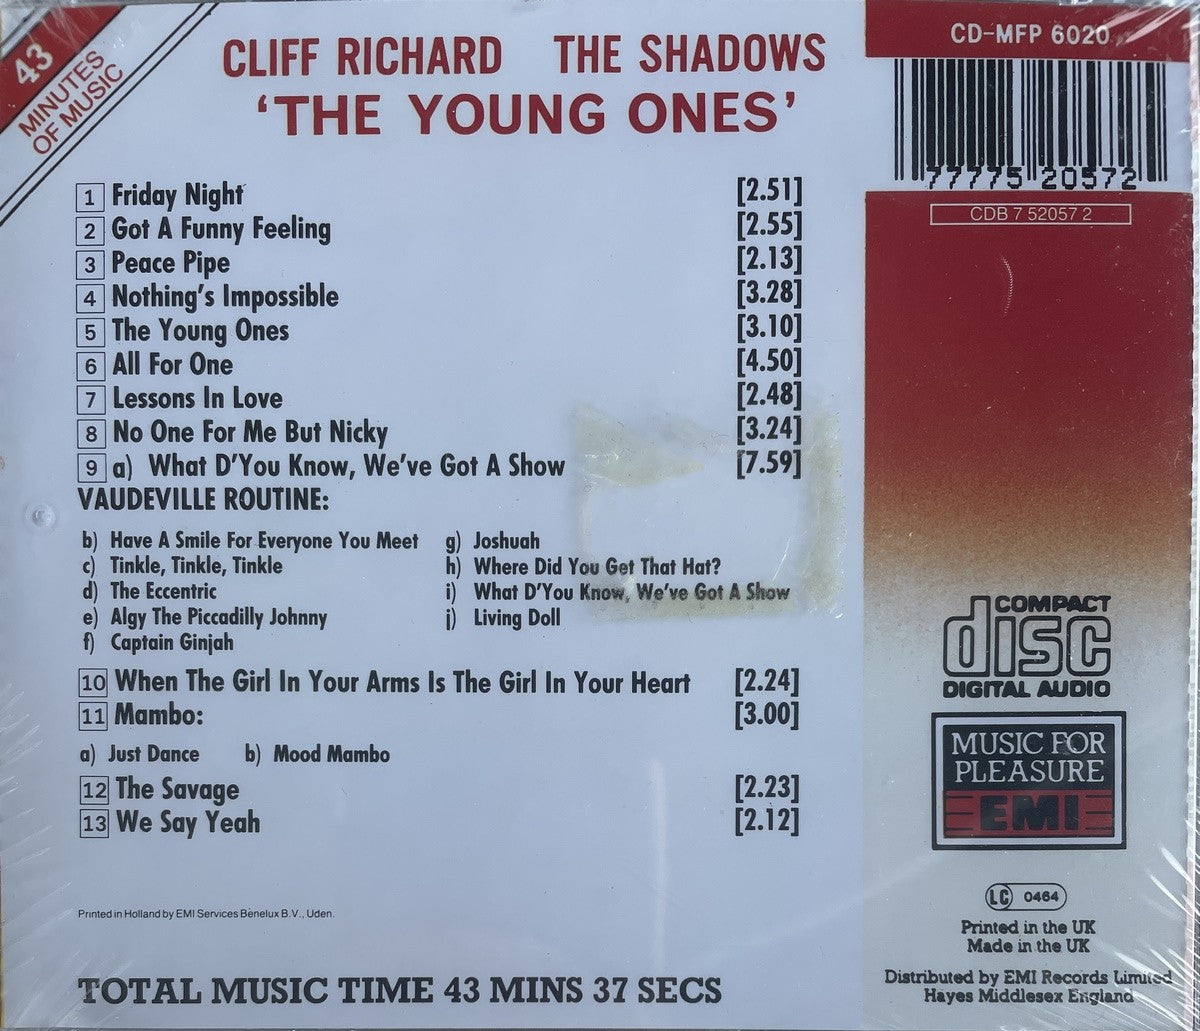 43
MINUTES
OF MUSIC
CLIFF RICHARD THE SHADOWS
'THE YOUNG ONES'
1 Friday Night [2.51]
2 Got A Funny Feeling [2.55]
3 Peace Pipe [2.13]
4 Nothing's Impossible [3.28]
5 The Young Ones [3.10]
6 All For One [4.50]
7 Lessons In Love [2.48]
8 No One For Me But Nicky [3.24]
9 a) What D'You Know, We've Got A Show [7.59]
VAUDEVILLE ROUTINE:
b) Have A Smile For Everyone You Meet
c) Tinkle, Tinkle, Tinkle
d) The Eccentric
e) Algy The Piccadilly Johnny
f) Captain Ginjah
g) Joshuah
h) Where Did You Get That Hat?
i) What D'You Know, We've Got A Show
j) Living Doll
10 When The Girl In Your Arms Is The Girl In Your Heart [2.24]
11 Mambo: [3.00]
a) Just Dance b) Mood Mambo
12 The Savage [2.23]
13 We Say Yeah [2.12]
Printed in Holland by EMI Services Benelux B.V., Uden.
TOTAL MUSIC TIME 43 MINS 37 SECS
CD-MFP 6020
77775 20572
CDB 7 52057 2
COMPACT
disc
DIGITAL AUDIO
MUSIC FOR
PLEASURE
EMI
LC 0464
Printed in the UK
Made in the UK
Distributed by EMI Records Limited
Hayes Middlesex England